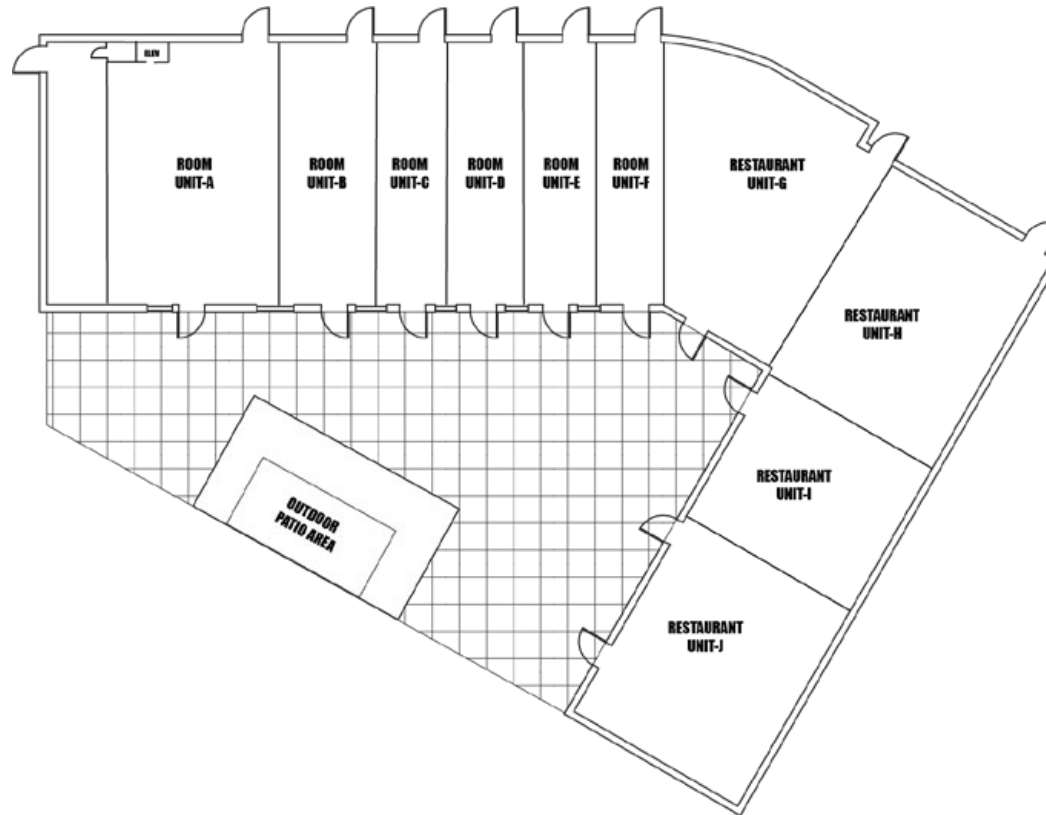 ELEV
ROOM
UNIT-A
ROOM
UNIT-B
ROOM
UNIT-C
ROOM
UNIT-D
ROOM
UNIT-E
ROOM
UNIT-F
RESTAURANT
UNIT-G
RESTAURANT
UNIT-H
RESTAURANT
UNIT-I
OUTDOOR
PATIO AREA
RESTAURANT
UNIT-J